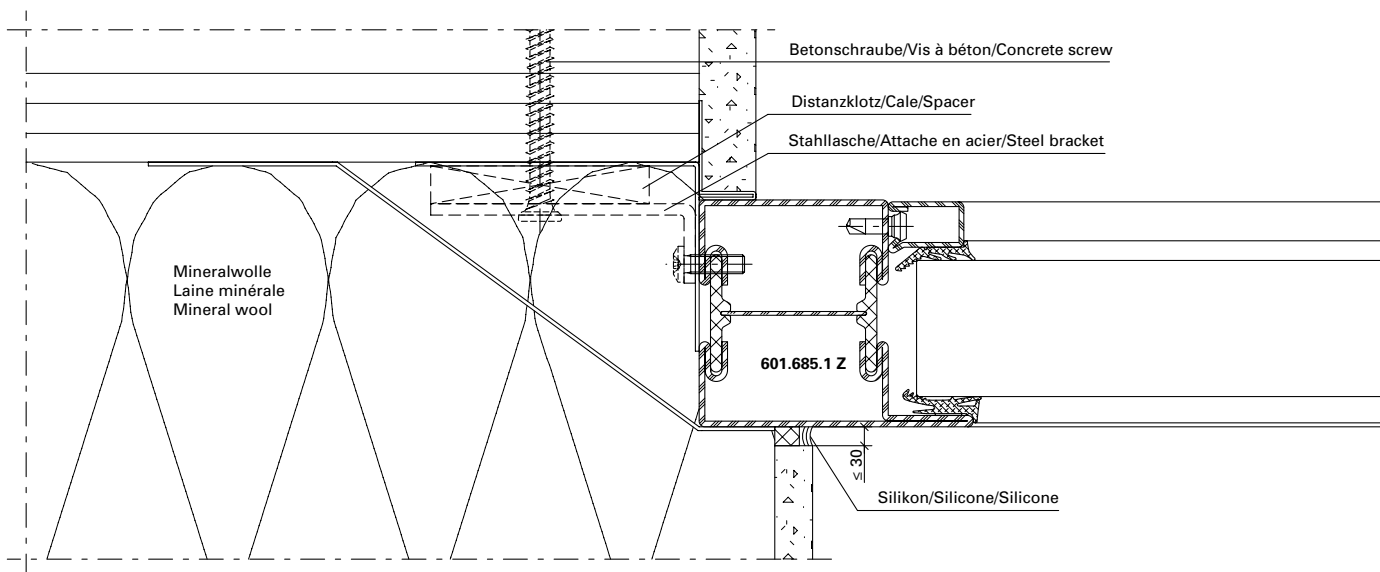 Betonschraube/Vis à béton/Concrete screw
Distanzklotz/Cale/Spacer
Stahllasche/Attache en acier/Steel bracket
Mineralwolle
Laine minérale
Mineral wool
601.685.1 Z
≤ 30
Silikon/Silicone/Silicone